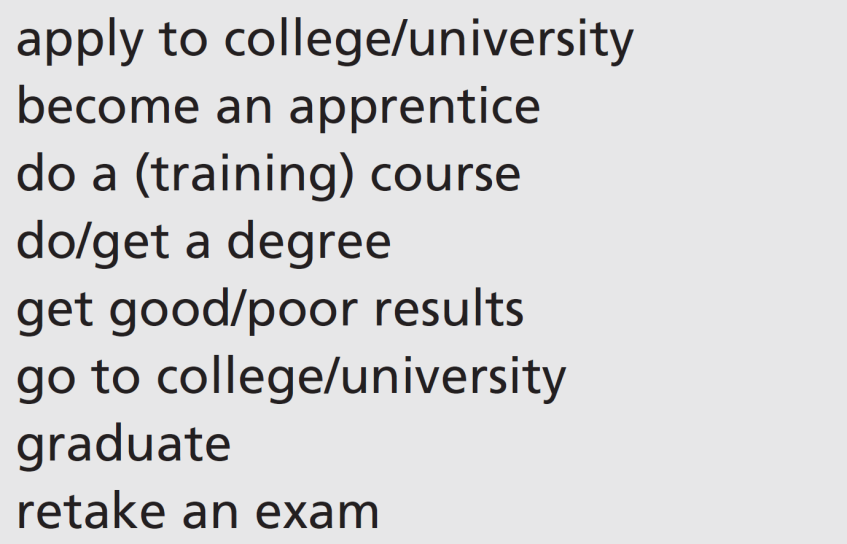 apply to college/university
become an apprentice
do a (training) course
do/get a degree
get good/poor results
go to college/university
graduate
retake an exam